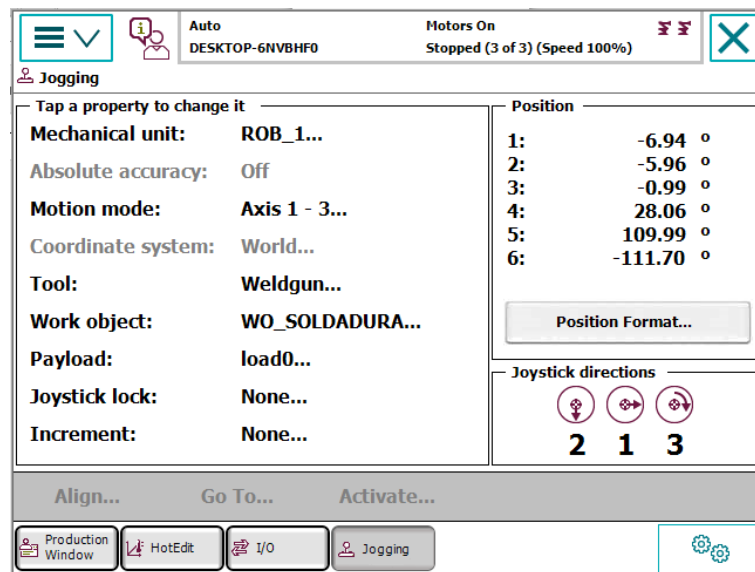 Auto
Motors On
DESKTOP-6NVBHF0
Stopped (3 of 3) (Speed 100%)
Jogging
Tap a property to change it
Mechanical unit: ROB_1...
Absolute accuracy: Off
Motion mode: Axis 1 - 3...
Coordinate system: World...
Tool: Weldgun...
Work object: WO_SOLDADURA...
Payload: load0...
Joystick lock: None...
Increment: None...
Position
1: -6.94 º
2: -5.96 º
3: -0.99 º
4: 28.06 º
5: 109.99 º
6: -111.70 º
Position Format...
Joystick directions
2 1 3
Align... Go To... Activate...
Production Window
HotEdit
I/O
Jogging